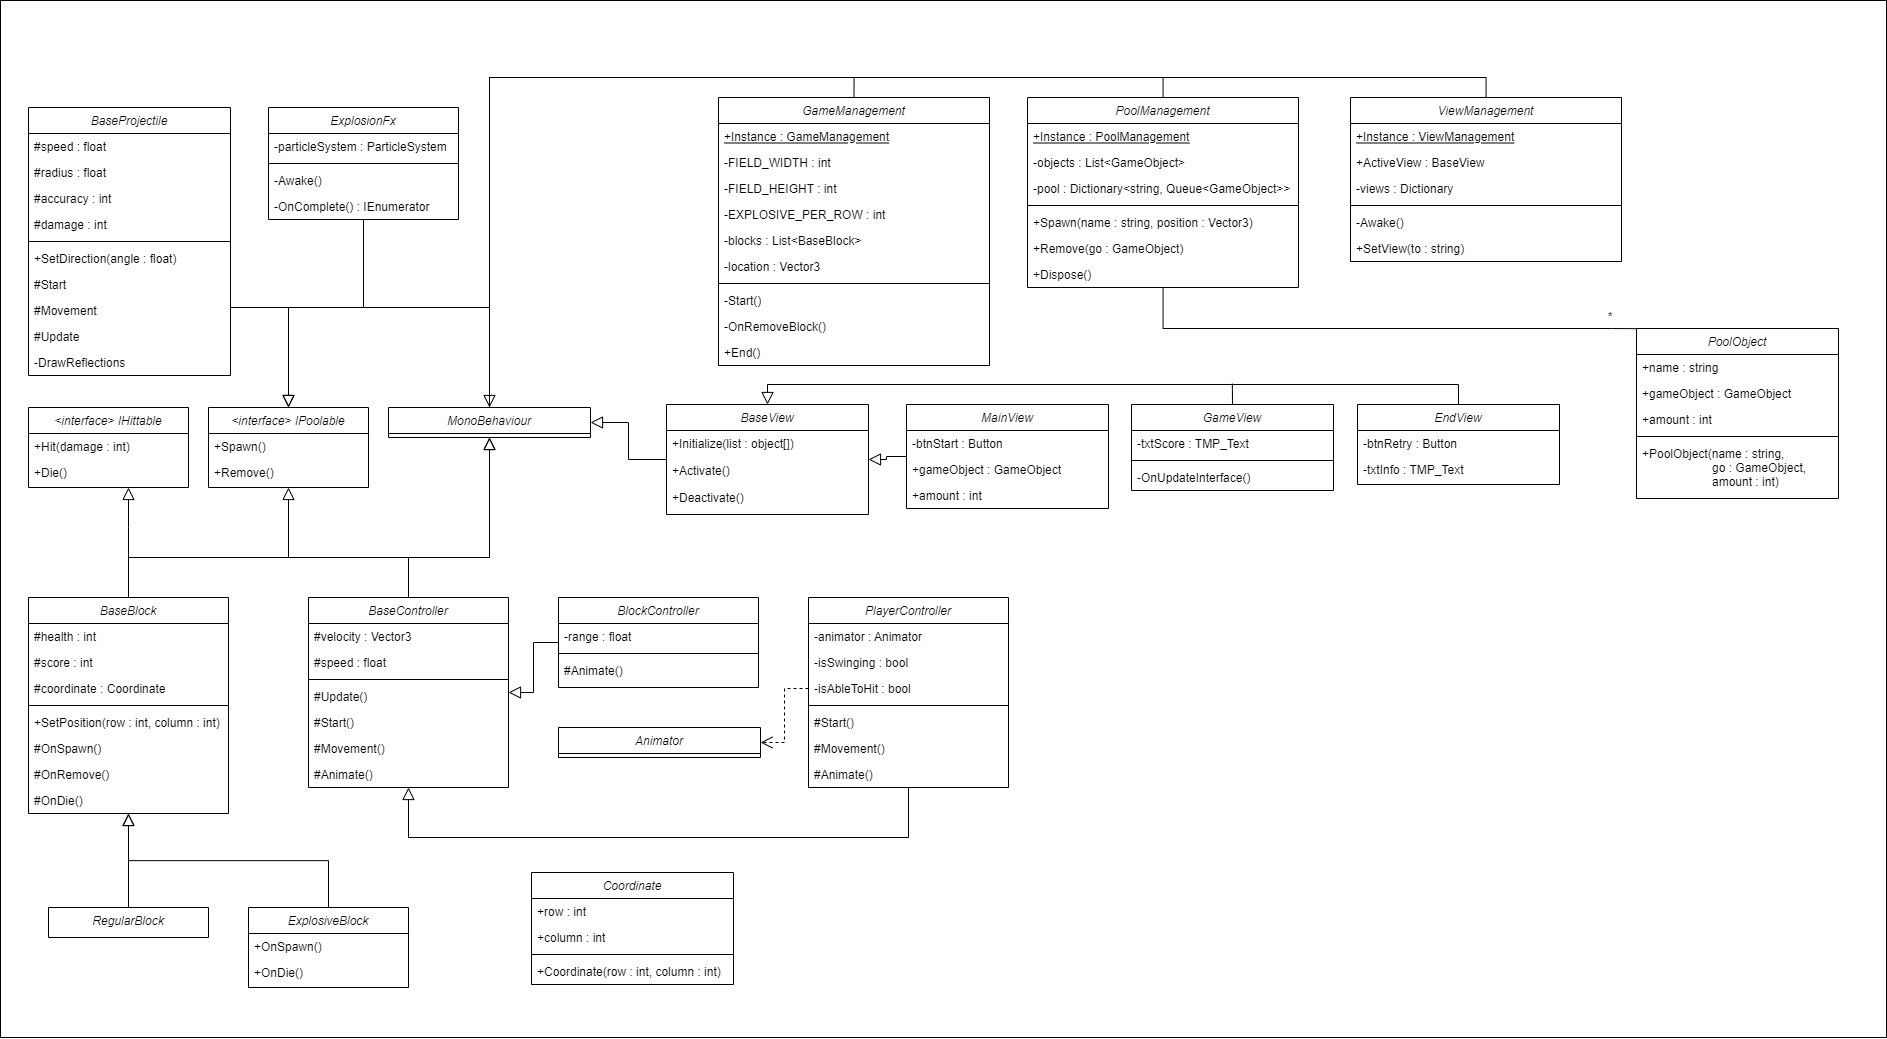 BaseProjectile
#speed : float
#radius : float
#accuracy : int
#damage : int
+SetDirection(angle : float)
#Start
#Movement
#Update
-DrawReflections
ExplosionFx
-particleSystem : ParticleSystem
-Awake()
-OnComplete() : IEnumerator
GameManagement
+Instance : GameManagement
-FIELD_WIDTH : int
-FIELD_HEIGHT : int
-EXPLOSIVE_PER_ROW : int
-blocks : List<BaseBlock>
-location : Vector3
-Start()
-OnRemoveBlock()
+End()
PoolManagement
+Instance : PoolManagement
-objects : List<GameObject>
-pool : Dictionary<string, Queue<GameObject>>
+Spawn(name : string, position : Vector3)
+Remove(go : GameObject)
+Dispose()
ViewManagement
+Instance : ViewManagement
+ActiveView : BaseView
-views : Dictionary
-Awake()
+SetView(to : string)
*
PoolObject
+name : string
+gameObject : GameObject
+amount : int
+PoolObject(name : string,
go : GameObject,
amount : int)
<interface> IHittable
+Hit(damage : int)
+Die()
<interface> IPoolable
+Spawn()
+Remove()
MonoBehaviour
BaseView
+Initialize(list : object[])
+Activate()
+Deactivate()
MainView
-btnStart : Button
+gameObject : GameObject
+amount : int
GameView
-txtScore : TMP_Text
-OnUpdateInterface()
EndView
-btnRetry : Button
-txtInfo : TMP_Text
BaseBlock
#health : int
#score : int
#coordinate : Coordinate
+SetPosition(row : int, column : int)
#OnSpawn()
#OnRemove()
#OnDie()
BaseController
#velocity : Vector3
#speed : float
#Update()
#Start()
#Movement()
#Animate()
BlockController
-range : float
#Animate()
Animator
PlayerController
-animator : Animator
-isSwinging : bool
-isAbleToHit : bool
#Start()
#Movement()
#Animate()
RegularBlock
ExplosiveBlock
+OnSpawn()
+OnDie()
Coordinate
+row : int
+column : int
+Coordinate(row : int, column : int)